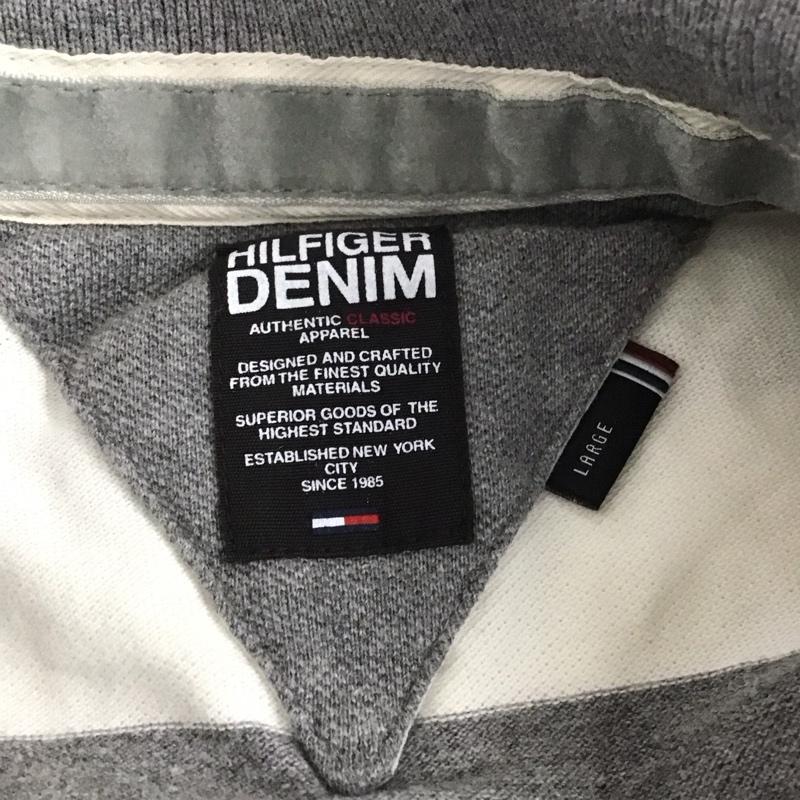 HILFIGER
DENIM
AUTHENTIC CLASSIC
APPAREL
DESIGNED AND CRAFTED
FROM THE FINEST QUALITY
MATERIALS
SUPERIOR GOODS OF THE
HIGHEST STANDARD
ESTABLISHED NEW YORK
CITY
SINCE 1985
LARGE